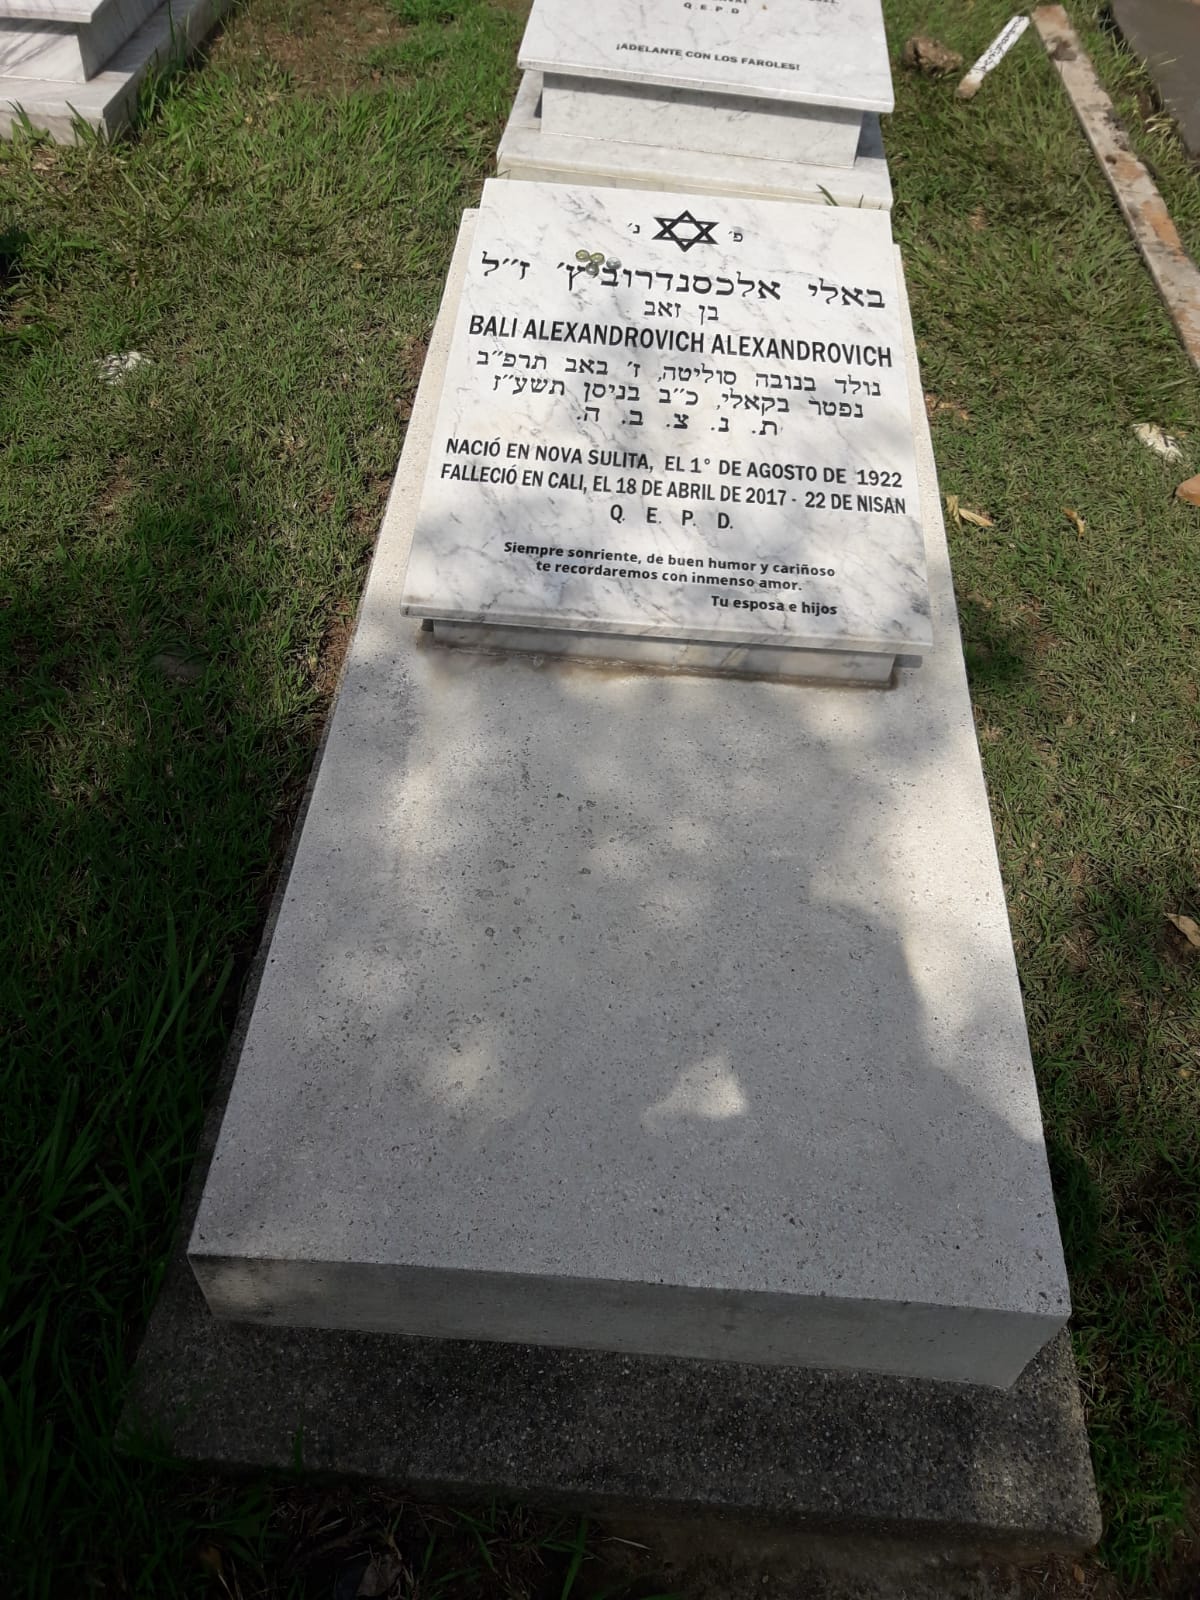 Q. E. P. D
¡ADELANTE CON LOS FAROLES!
פ׳ נ׳
באלי אלכסנדרוביץ׳ ז״ל
בן זאב
BALI ALEXANDROVICH ALEXANDROVICH
נולד בנובה סוליטה, ז׳ באב תרפ״ב
נפטר בקאלי, כ״ב בניסן תשע״ז
ת. נ. צ. ב. ה.
NACIÓ EN NOVA SULITA, EL 1° DE AGOSTO DE 1922
FALLECIÓ EN CALI, EL 18 DE ABRIL DE 2017 - 22 DE NISAN
Q. E. P. D.
Siempre sonriente, de buen humor y cariñoso
te recordaremos con inmenso amor.
Tu esposa e hijos